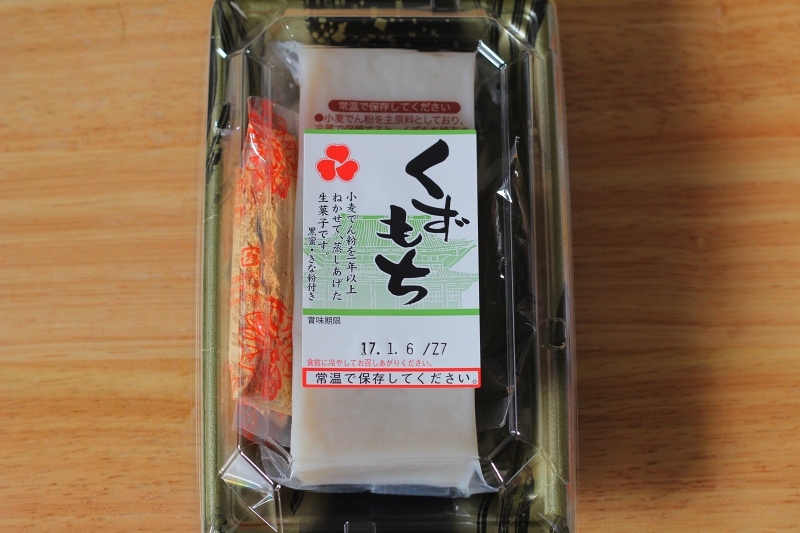 常温で保存してください
●小麦でん粉を主原料としており、
くずもち
小麦でん粉を一年以上
ねかせて、蒸しあげた
生菓子です。
黒蜜・きな粉付き
賞味期限
17. 1. 6 /Z7
食前に冷やしてお召しあがりください。
常温で保存してください。